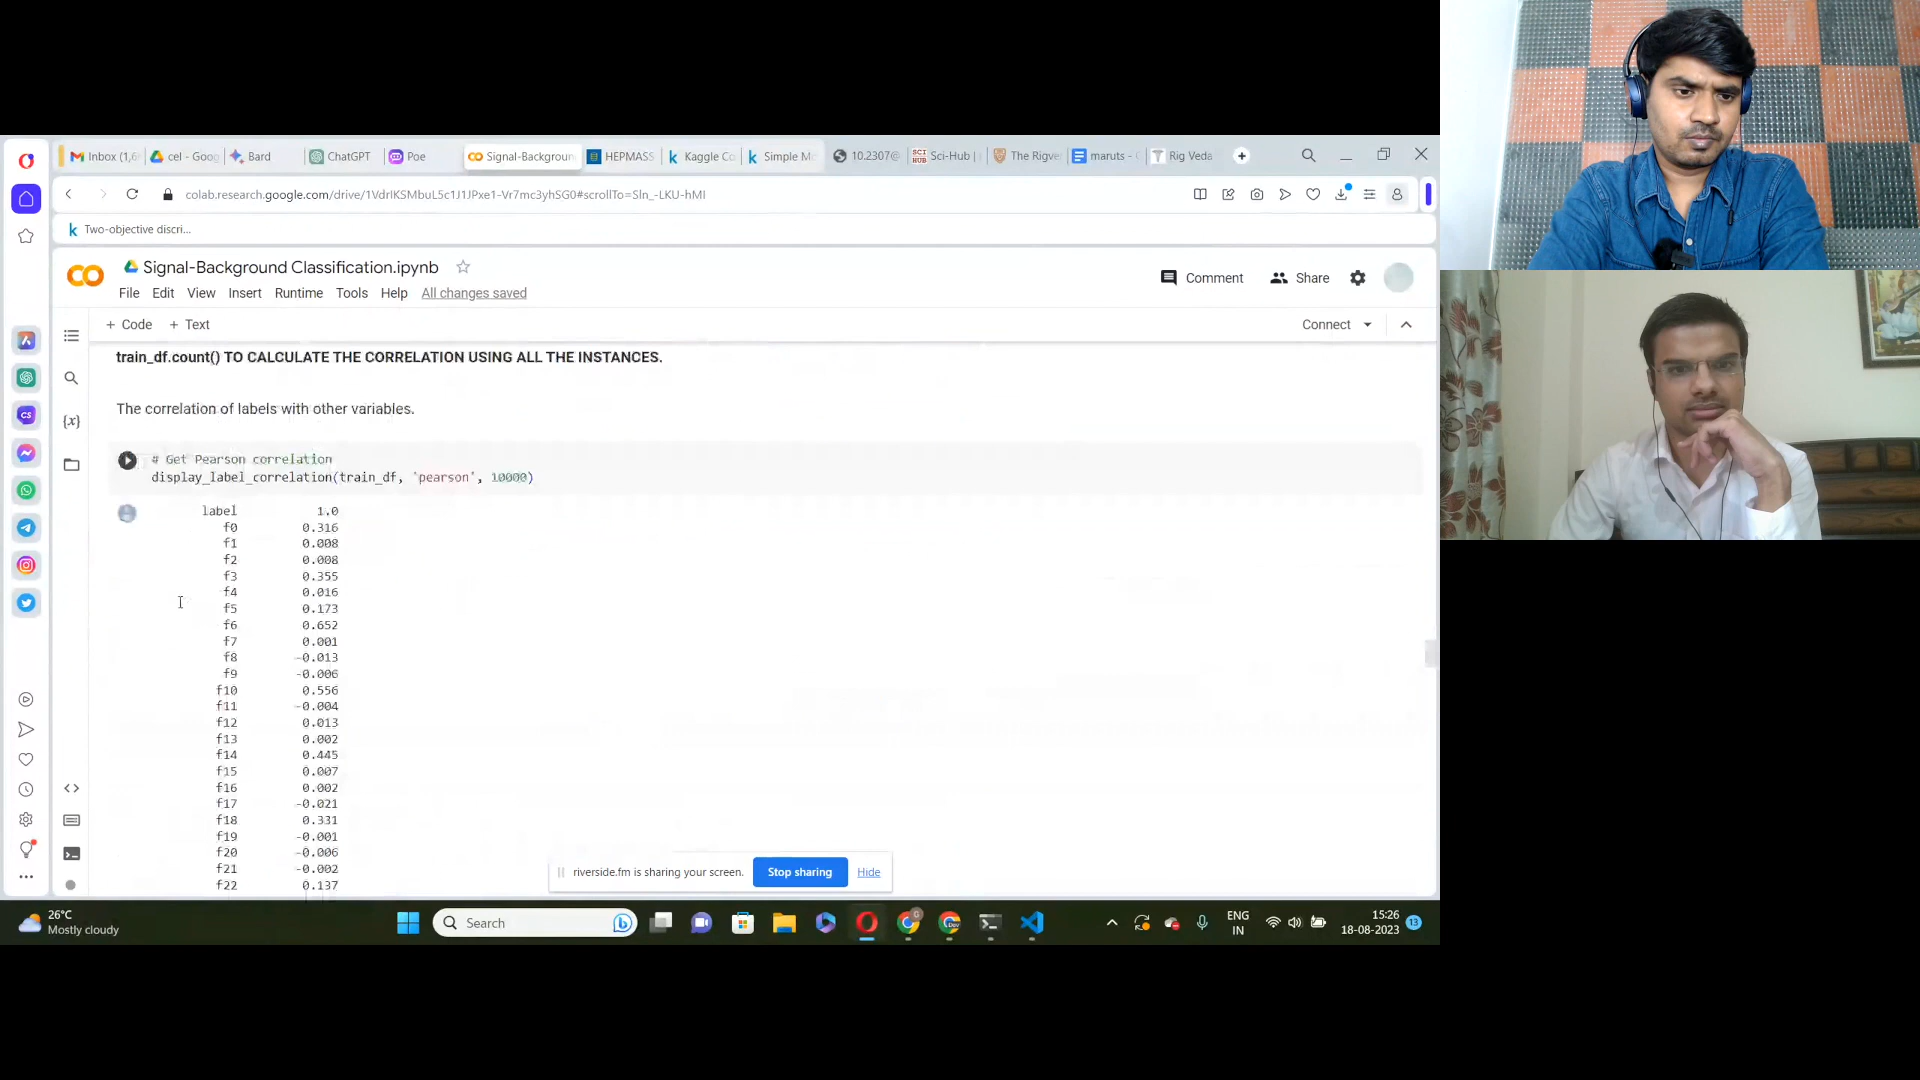 Inbox (1,6
cel - Goog
Bard
ChatGPT
Poe
Signal-Backgroun
HEPMASS
Kaggle Co
Simple M
10.2307@
Sci-Hub |
The Rigve
maruts -
Rig Veda
colab.research.google.com/drive/1VdrIKSMbuL5c1J1JPxe1-Vr7mc3yhSG0#scrollTo=Sln_-LKU-hMI
Two-objective discri...
Signal-Background Classification.ipynb
Comment
Share
File Edit View Insert Runtime Tools Help All changes saved
+ Code + Text
Connect
train_df.count() TO CALCULATE THE CORRELATION USING ALL THE INSTANCES.
The correlation of labels with other variables.
# Get Pearson correlation
display_label_correlation(train_df, 'pearson', 10000)
label 1.0
f0 0.316
f1 0.008
f2 0.008
f3 0.355
f4 0.016
f5 0.173
f6 0.652
f7 0.001
f8 -0.013
f9 -0.006
f10 0.556
f11 -0.004
f12 0.013
f13 0.002
f14 0.445
f15 0.007
f16 0.002
f17 -0.021
f18 0.331
f19 -0.001
f20 -0.006
f21 -0.002
f22 0.137
riverside.fm is sharing your screen. Stop sharing Hide
26°C
Mostly cloudy
Search
ENG
IN
15:26
18-08-2023
13